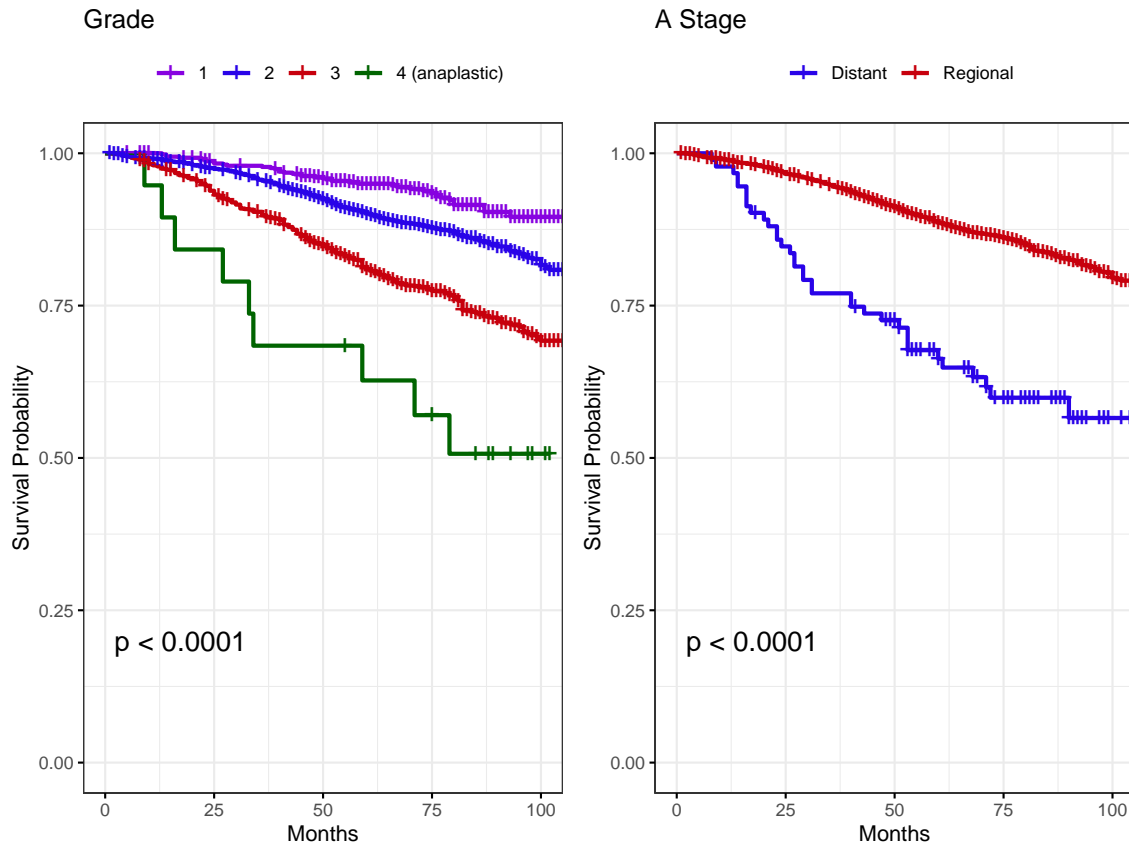 Grade
1 2 3 4 (anaplastic)
Survival Probability
1.00
0.75
0.50
0.25
0.00
p < 0.0001
0 25 50 75 100
Months
A Stage
Distant Regional
Survival Probability
1.00
0.75
0.50
0.25
0.00
p < 0.0001
0 25 50 75 100
Months